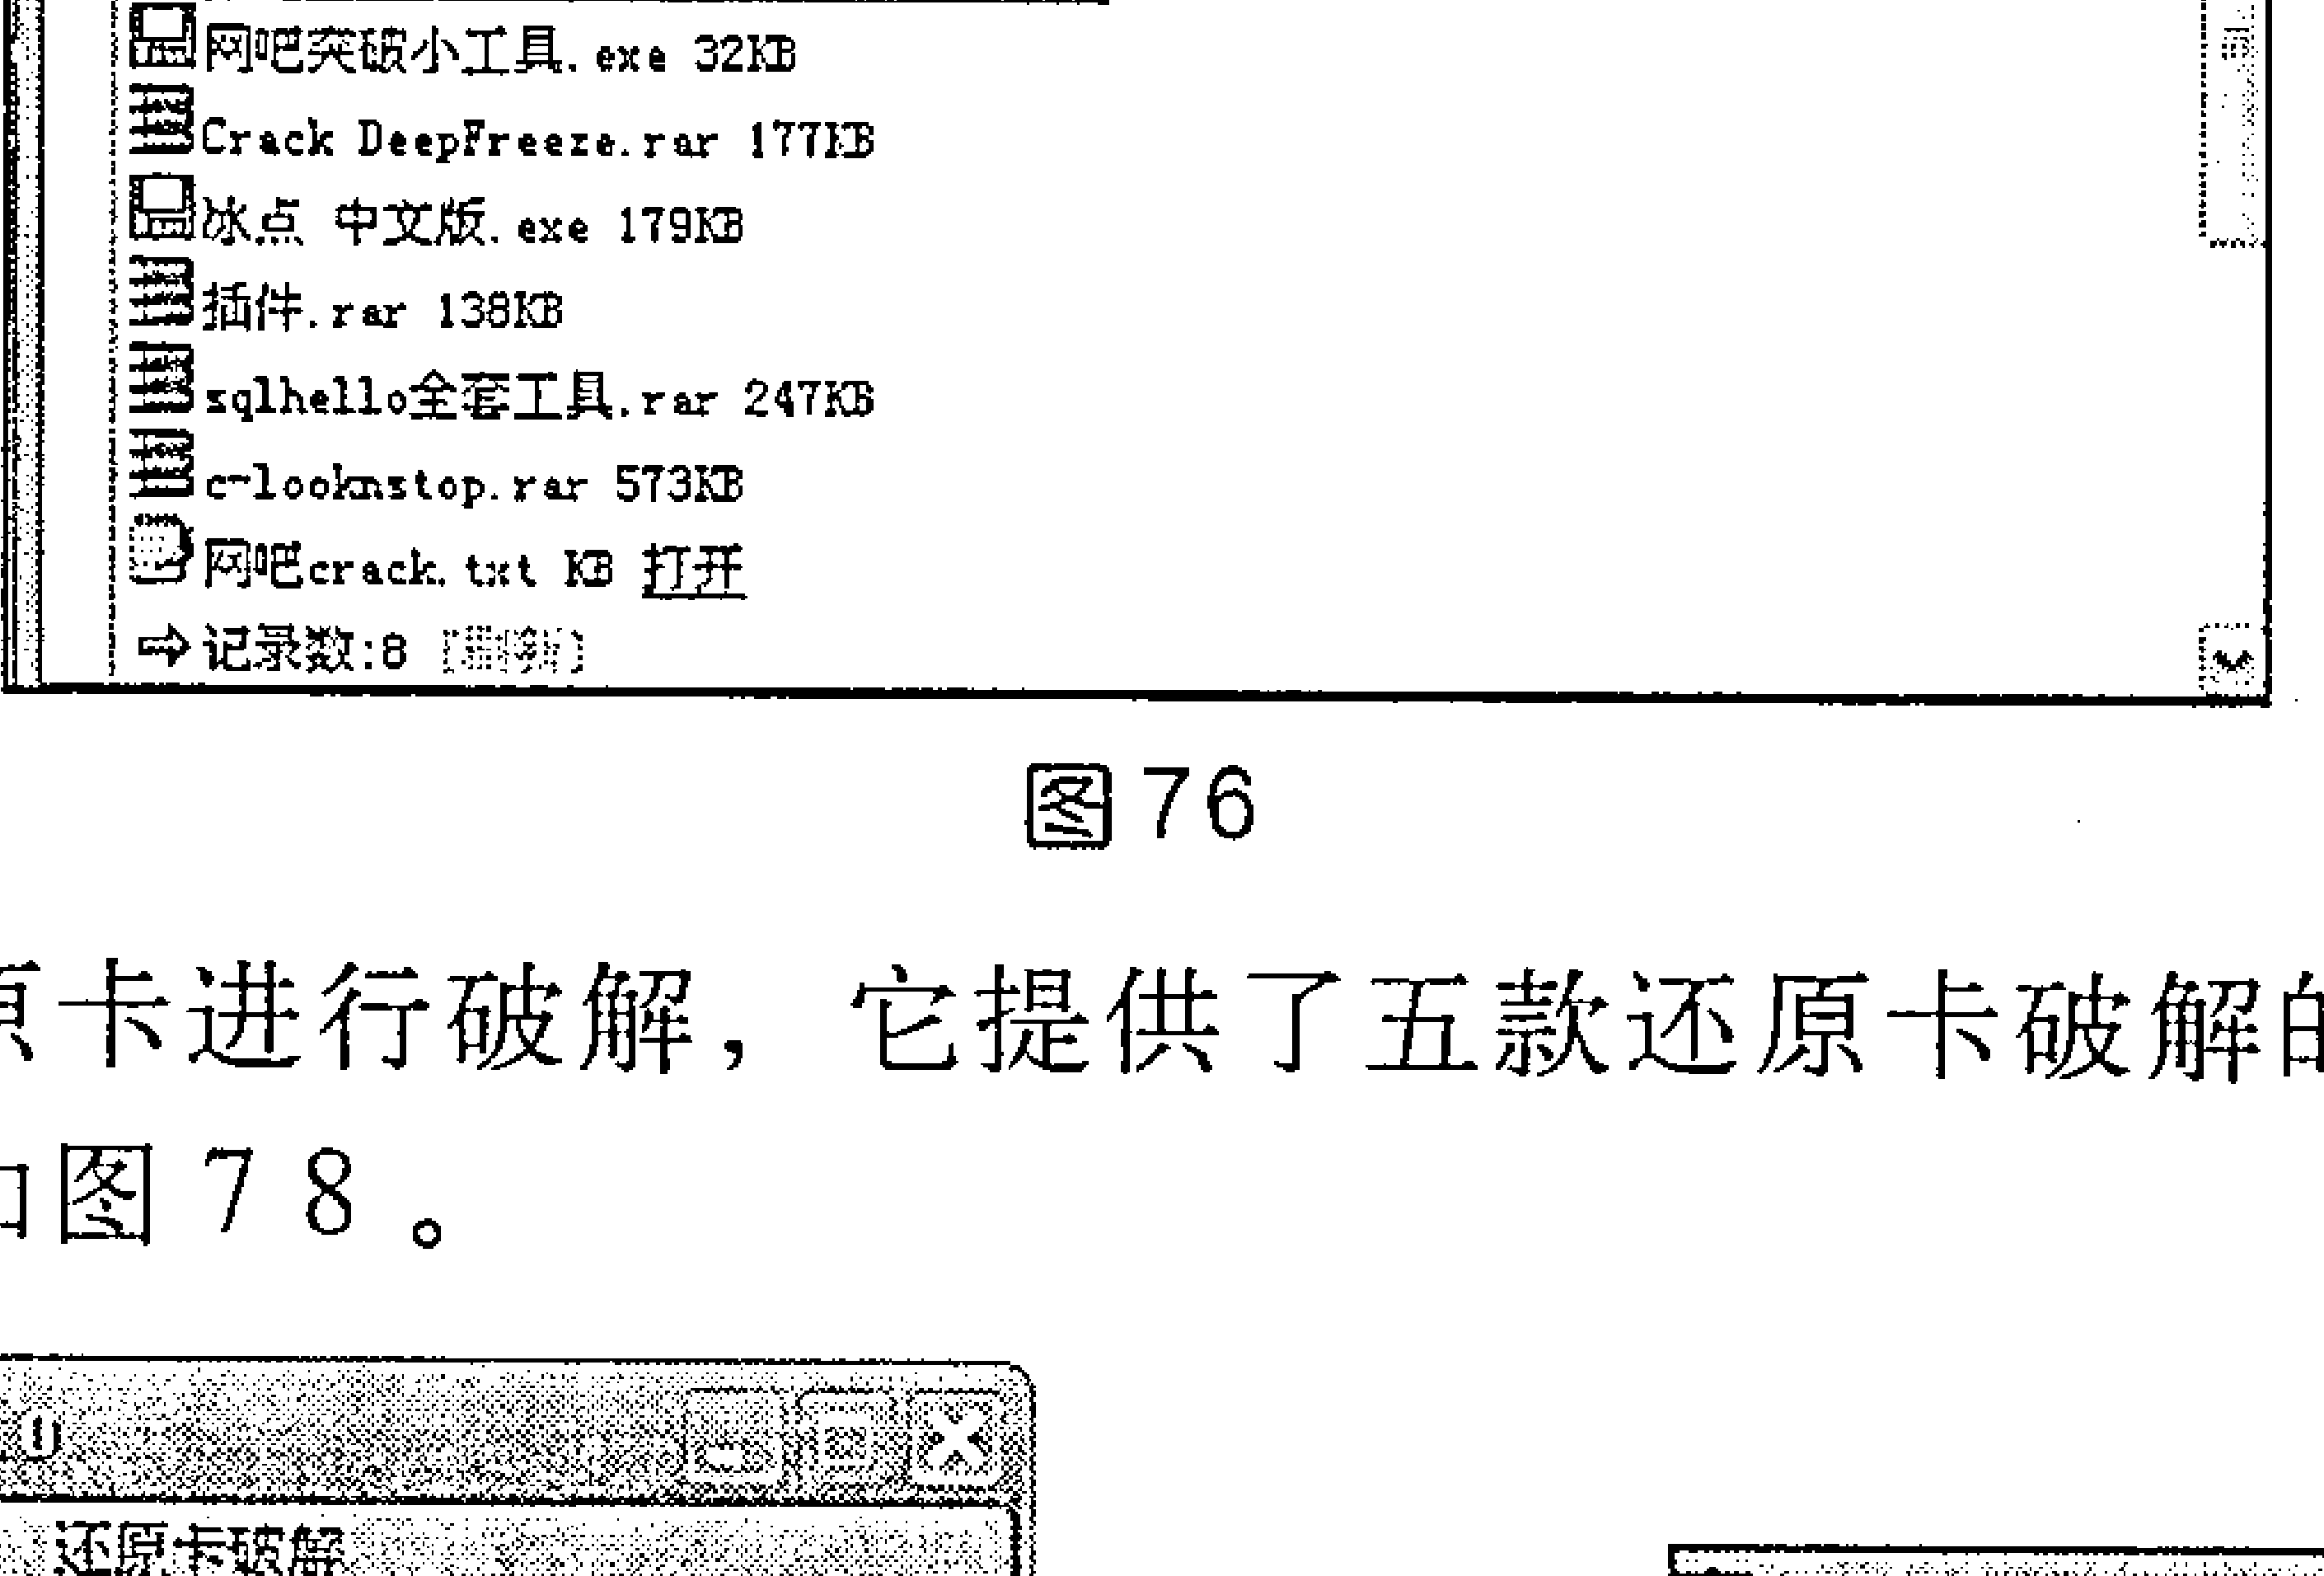 网吧突破小工具.exe 32KB
Crack DeepFreeze.rar 177KB
冰点 中文版.exe 179KB
插件.rar 138KB
sqlhello全套工具.rar 247KB
c-looknstop.rar 573KB
网吧crack.txt KB 打开
记录数:8
图76
原卡进行破解，它提供了五款还原卡破解的
如图78。
还原卡破解